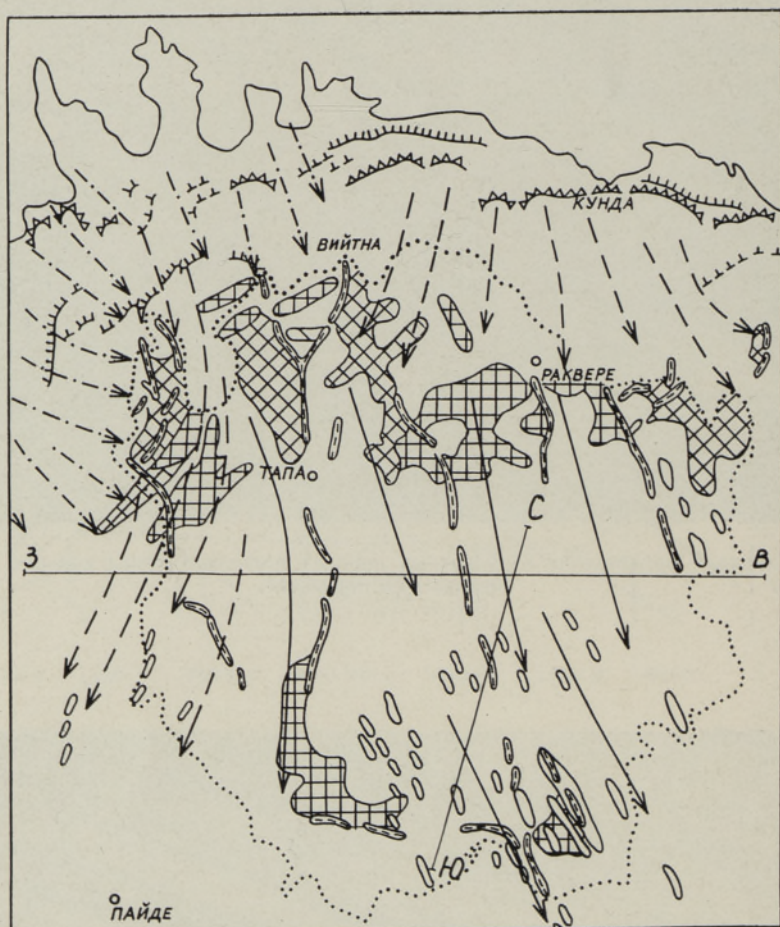 КУНДА
ВИЙТНА
РАКВЕРЕ
ТАПА
С
З
В
Ю
ПАЙДЕ